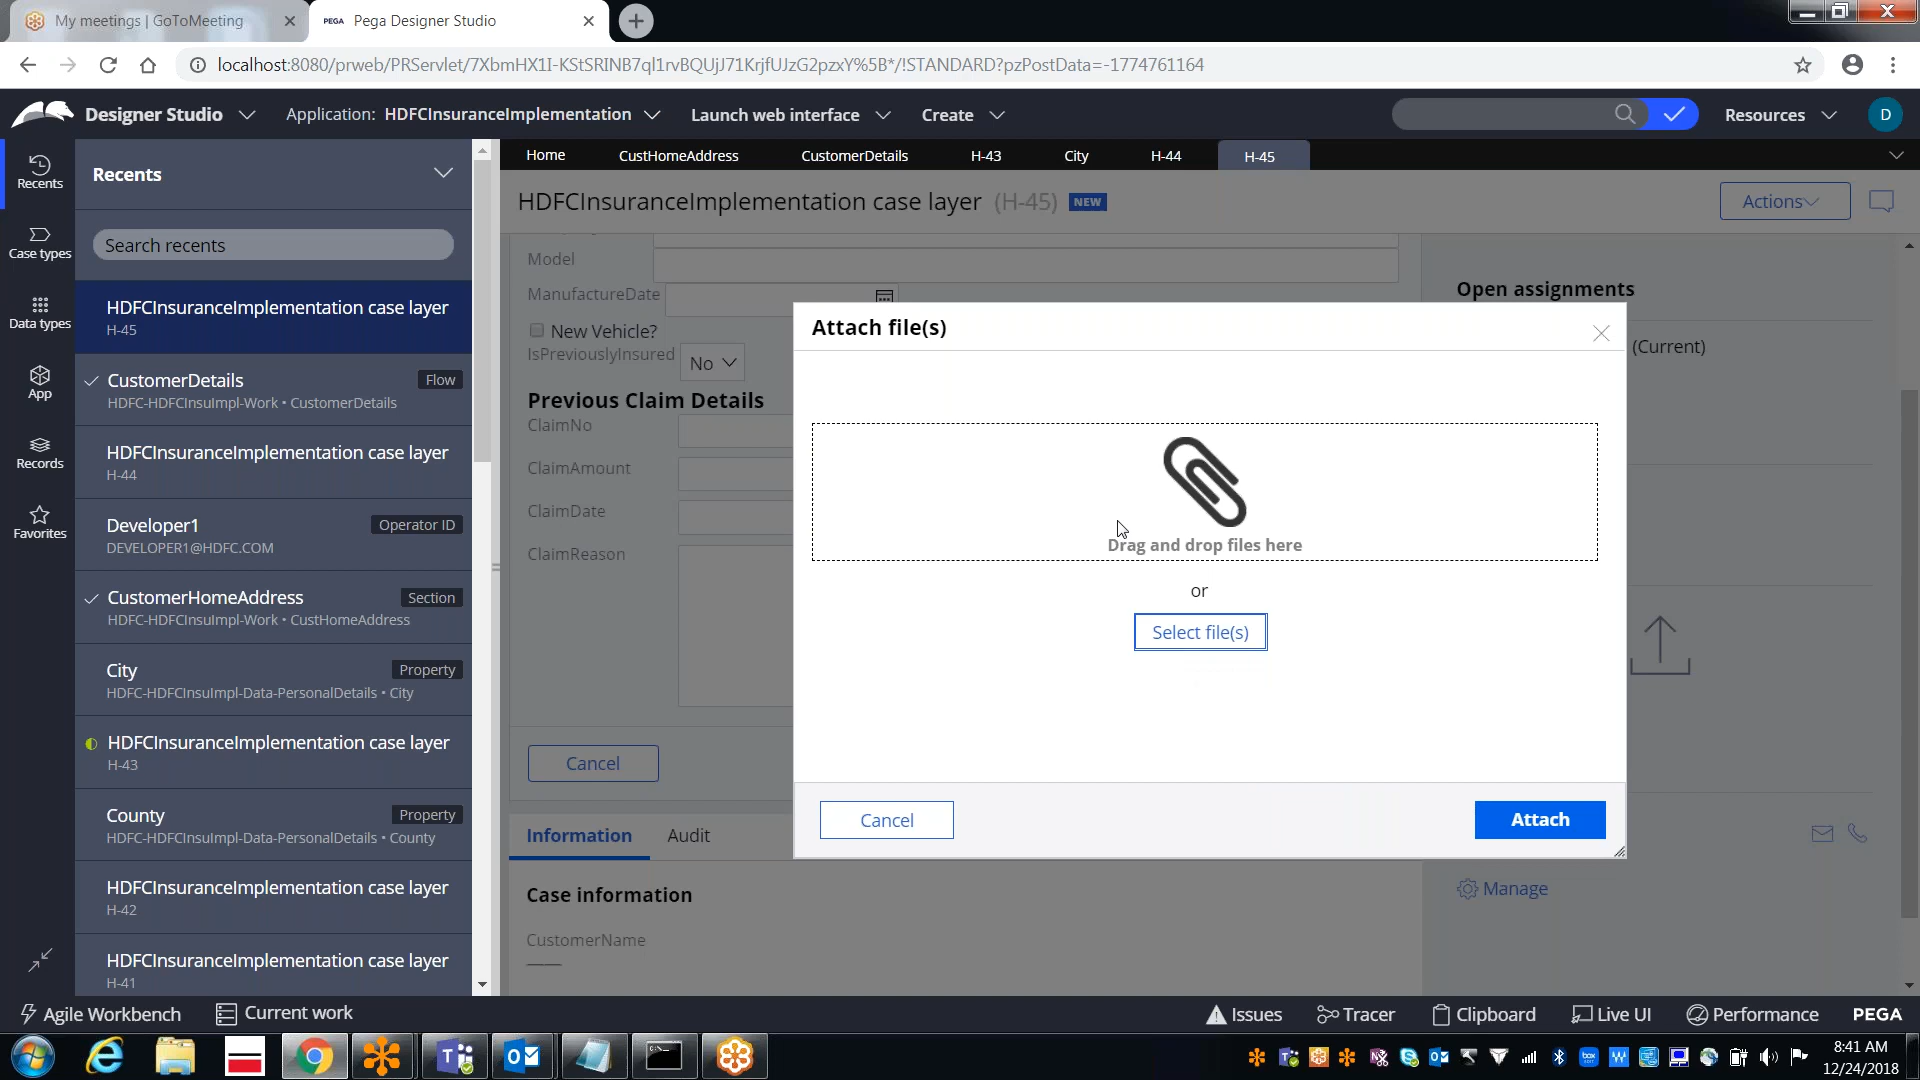 My meetings | GoToMeeting
PEGA Pega Designer Studio
localhost:8080/prweb/PRServlet/7XbmHX1I-KStSRINB7ql1rvBQUjJ71KrjfUJzG2pzxY%5B*/!STANDARD?pzPostData=-1774761164
Designer Studio
Application: HDFCInsuranceImplementation
Launch web interface
Create
Resources
D
Recents
Case types
Data types
App
Records
Favorites
Recents
Search recents
HDFCInsuranceImplementation case layer
H-45
CustomerDetails Flow
HDFC-HDFCInsuImpl-Work • CustomerDetails
HDFCInsuranceImplementation case layer
H-44
Developer1 Operator ID
DEVELOPER1@HDFC.COM
CustomerHomeAddress Section
HDFC-HDFCInsuImpl-Work • CustHomeAddress
City Property
HDFC-HDFCInsuImpl-Data-PersonalDetails • City
HDFCInsuranceImplementation case layer
H-43
County Property
HDFC-HDFCInsuImpl-Data-PersonalDetails • County
HDFCInsuranceImplementation case layer
H-42
HDFCInsuranceImplementation case layer
H-41
Home CustHomeAddress CustomerDetails H-43 City H-44 H-45
HDFCInsuranceImplementation case layer (H-45) NEW
Actions
Model
ManufactureDate
New Vehicle?
IsPreviouslyInsured No
Previous Claim Details
ClaimNo
ClaimAmount
ClaimDate
ClaimReason
Cancel
Information Audit
Case information
CustomerName
Attach file(s)
Drag and drop files here
or
Select file(s)
Cancel
Attach
Open assignments
(Current)
Manage
Agile Workbench
Current work
Issues
Tracer
Clipboard
Live UI
Performance
PEGA
8:41 AM
12/24/2018